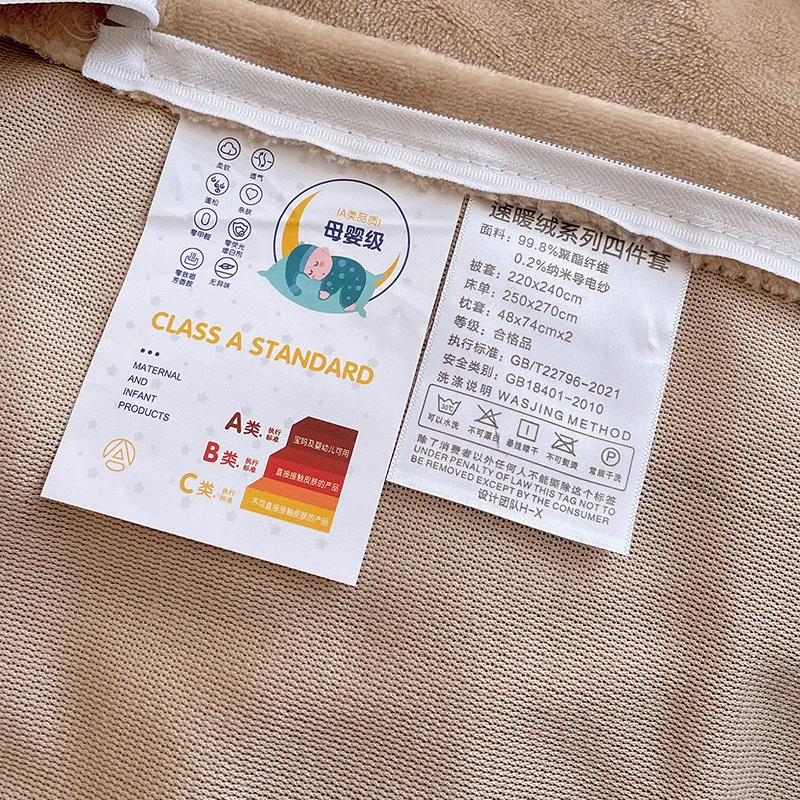 柔软
透气
蓬松
亲肤
零甲醛
零荧光
增白剂
零致癌
芳香胺
无异味
(A类品质)
母婴级
CLASS A STANDARD
MATERNAL
AND
INFANT
PRODUCTS
A类.执行标准
宝妈及婴幼儿可用
B类.执行标准
直接接触皮肤的产品
C类.执行标准
不可直接接触皮肤的产品
速暖绒系列四件套
面料: 99.8%聚酯纤维
0.2%纳米导电纱
被套: 220x240cm
床单: 250x270cm
枕套: 48x74cmx2
等级: 合格品
执行标准: GB/T22796-2021
安全类别: GB18401-2010
洗涤说明 WASJING METHOD
30℃
P
可以水洗 不可漂白 悬挂晾干 不可熨烫 常规干洗
除了消费者以外任何人不能撕除这个标签
UNDER PENALTY OF LAW THIS TAG NOT TO
BE REMOVED EXCEPT BY THE CONSUMER
设计团队H-X